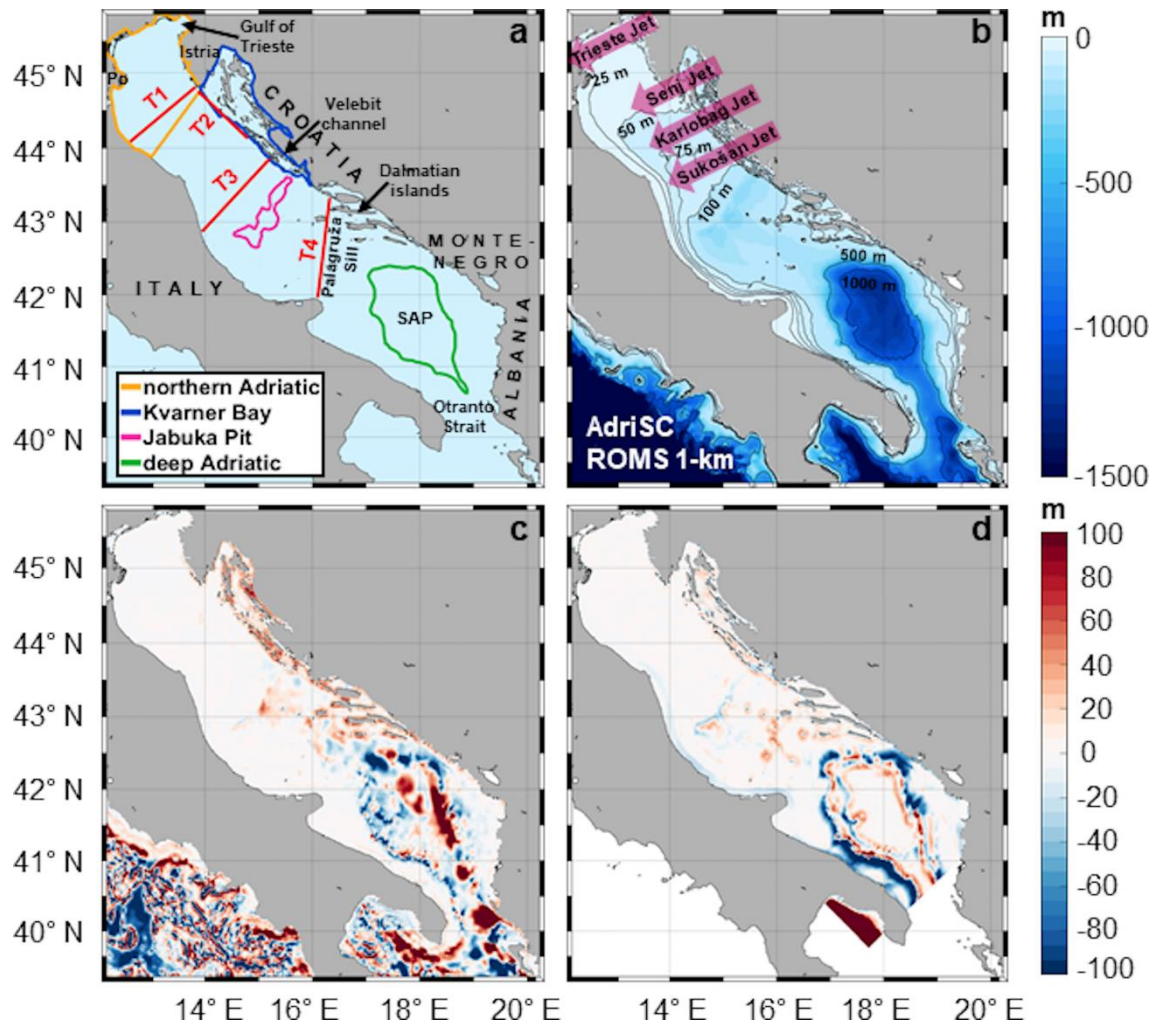 a
Gulf of
Trieste
Istria
Po
T1
T2
T3
T4
CROATIA
Velebit
channel
Dalmatian
islands
Palagruža
Sill
MONTE-
NEGRO
ITALY
SAP
ALBANIA
Otranto
Strait
northern Adriatic
Kvarner Bay
Jabuka Pit
deep Adriatic
45° N
44° N
43° N
42° N
41° N
40° N
b
Trieste Jet
25 m
Senj Jet
50 m
Karlobag Jet
75 m
Sukošan Jet
100 m
500 m
1000 m
AdriSC
ROMS 1-km
m
0
-500
-1000
-1500
c
45° N
44° N
43° N
42° N
41° N
40° N
14° E
16° E
18° E
20° E
d
14° E
16° E
18° E
20° E
m
100
80
60
40
20
0
-20
-40
-60
-80
-100